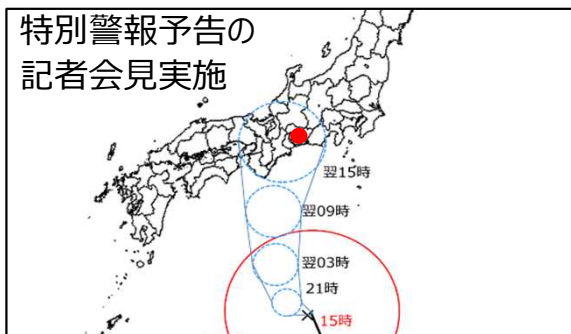 特別警報予告の
記者会見実施
翌15時
翌09時
翌03時
21時
15時